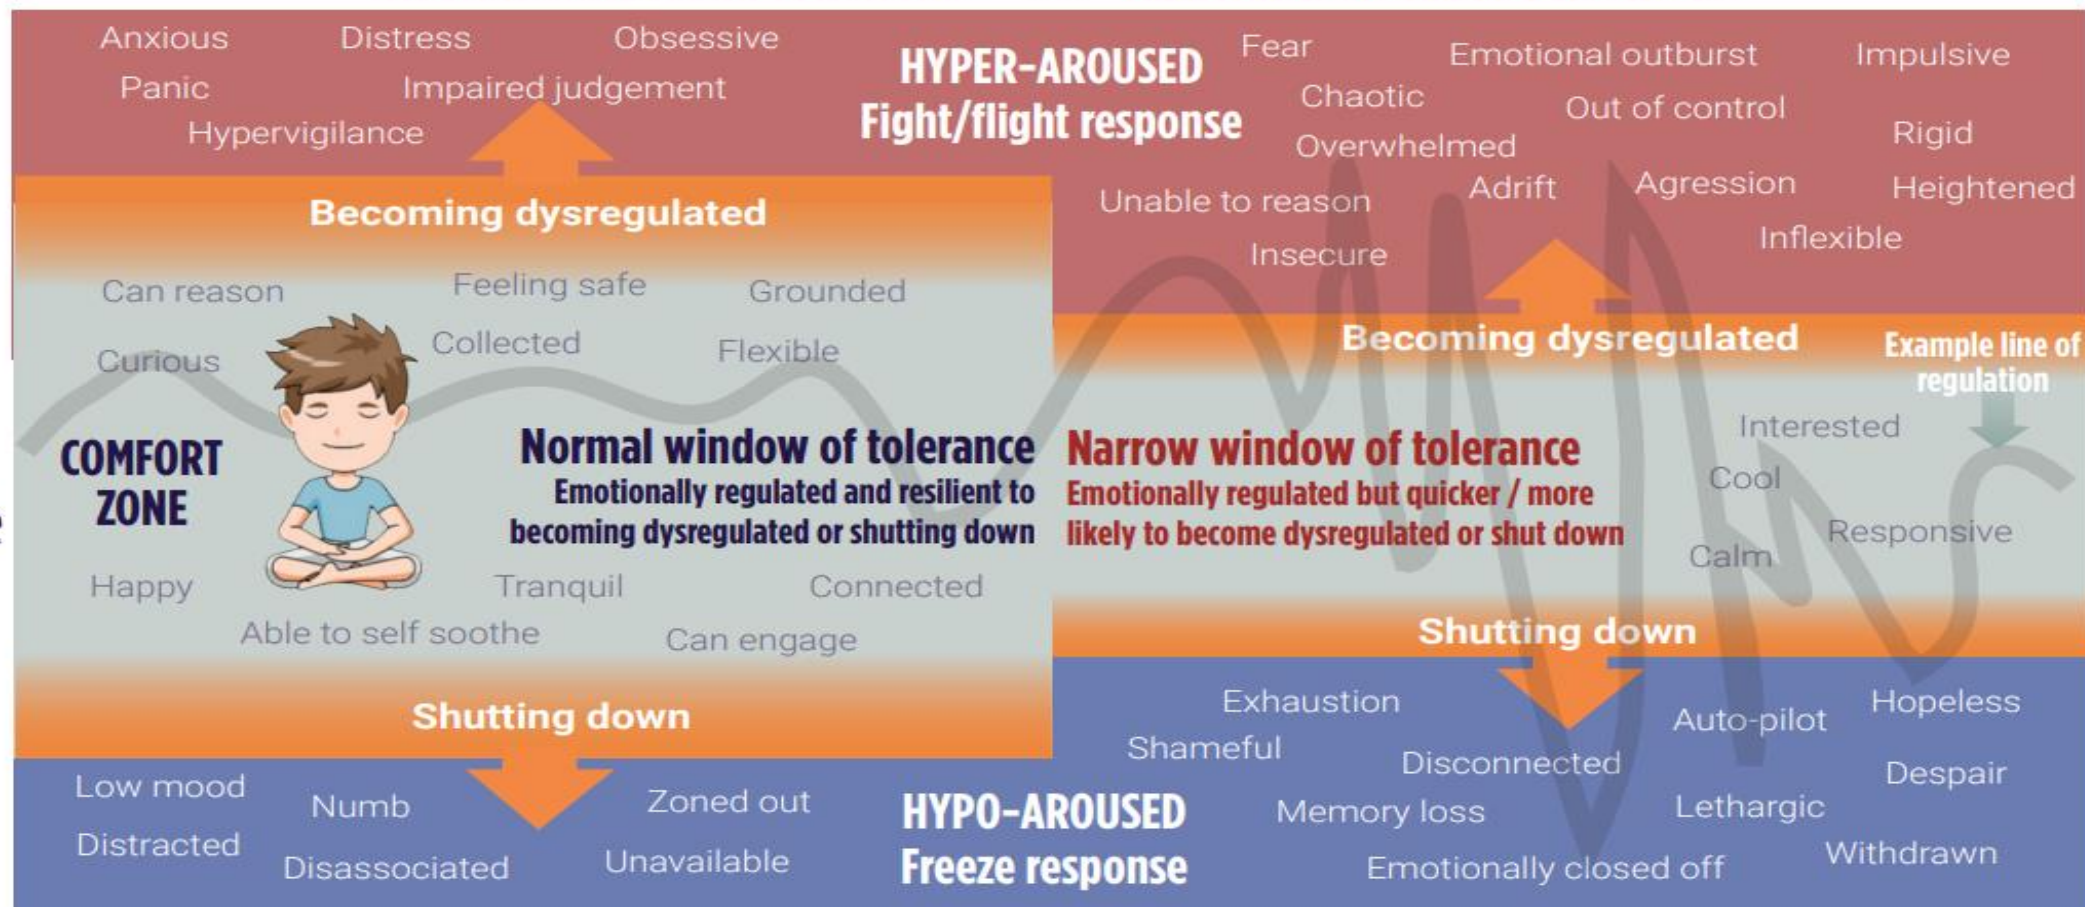 Anxious
Distress
Obsessive
Panic
Impaired judgement
Hypervigilance
HYPER-AROUSED
Fight/flight response
Fear
Emotional outburst
Impulsive
Chaotic
Out of control
Overwhelmed
Rigid
Unable to reason
Adrift
Agression
Heightened
Insecure
Inflexible
Becoming dysregulated
Can reason
Feeling safe
Grounded
Curious
Collected
Flexible
COMFORT
ZONE
Normal window of tolerance
Emotionally regulated and resilient to
becoming dysregulated or shutting down
Happy
Tranquil
Connected
Able to self soothe
Can engage
Shutting down
Becoming dysregulated
Example line of
regulation
Narrow window of tolerance
Emotionally regulated but quicker / more
likely to become dysregulated or shut down
Interested
Cool
Responsive
Calm
Shutting down
Low mood
Numb
Zoned out
Distracted
Disassociated
Unavailable
HYPO-AROUSED
Freeze response
Exhaustion
Auto-pilot
Hopeless
Shameful
Disconnected
Despair
Memory loss
Lethargic
Emotionally closed off
Withdrawn